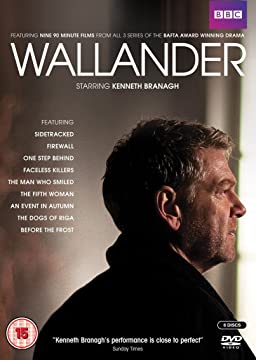 BBC
FEATURING NINE 90 MINUTE FILMS FROM ALL 3 SERIES OF THE BAFTA AWARD WINNING DRAMA
WALLANDER
STARRING KENNETH BRANAGH
FEATURING
SIDETRACKED
FIREWALL
ONE STEP BEHIND
FACELESS KILLERS
THE MAN WHO SMILED
THE FIFTH WOMAN
AN EVENT IN AUTUMN
THE DOGS OF RIGA
BEFORE THE FROST
15
"Kenneth Branagh's performance is close to perfect"
Sunday Times
6 DISCS
DVD
VIDEO